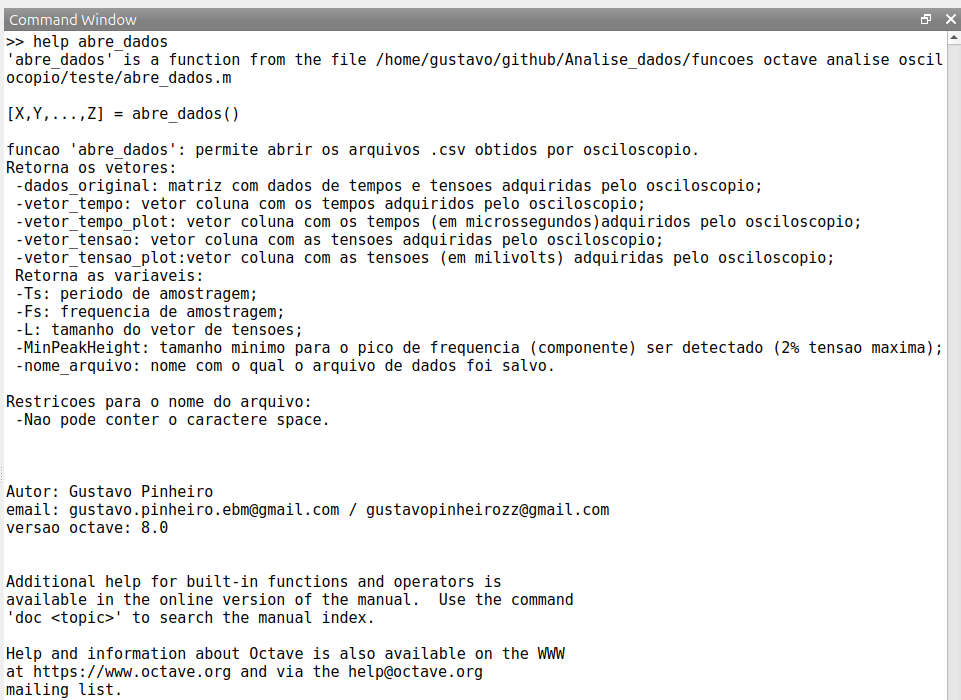 Command Window
>> help abre_dados
'abre_dados' is a function from the file /home/gustavo/github/Analise_dados/funcoes octave analise oscil
ocopio/teste/abre_dados.m
[X,Y,...,Z] = abre_dados()
funcao 'abre_dados': permite abrir os arquivos .csv obtidos por osciloscopio.
Retorna os vetores:
-dados_original: matriz com dados de tempos e tensoes adquiridas pelo osciloscopio;
-vetor_tempo: vetor coluna com os tempos adquiridos pelo osciloscopio;
-vetor_tempo_plot: vetor coluna com os tempos (em microssegundos)adquiridos pelo osciloscopio;
-vetor_tensao: vetor coluna com as tensoes adquiridas pelo osciloscopio;
-vetor_tensao_plot:vetor coluna com as tensoes (em milivolts) adquiridas pelo osciloscopio;
Retorna as variaveis:
-Ts: periodo de amostragem;
-Fs: frequencia de amostragem;
-L: tamanho do vetor de tensoes;
-MinPeakHeight: tamanho minimo para o pico de frequencia (componente) ser detectado (2% tensao maxima);
-nome_arquivo: nome com o qual o arquivo de dados foi salvo.
Restricoes para o nome do arquivo:
-Nao pode conter o caractere space.
Autor: Gustavo Pinheiro
email: gustavo.pinheiro.ebm@gmail.com / gustavopinheirozz@gmail.com
versao octave: 8.0
Additional help for built-in functions and operators is
available in the online version of the manual.  Use the command
'doc <topic>' to search the manual index.
Help and information about Octave is also available on the WWW
at https://www.octave.org and via the help@octave.org
mailing list.